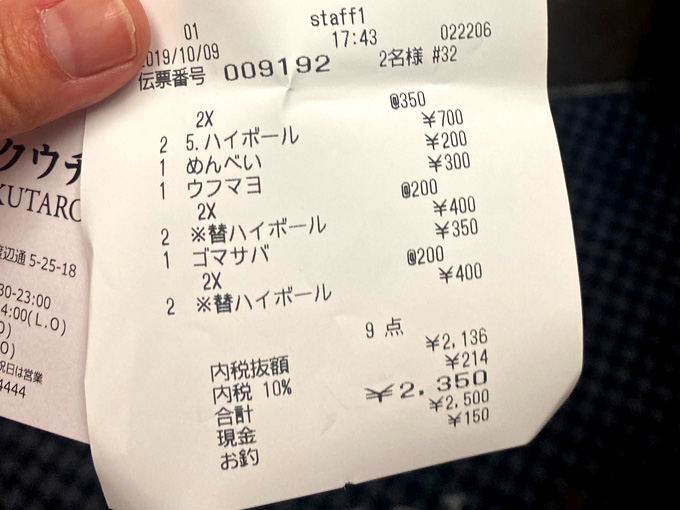 01 staff1 022206
2019/10/09 17:43
伝票番号 009192 2名様 #32
2X @350
2 5.ハイボール ¥700
1 めんべい ¥200
1 ウフマヨ ¥300
2X @200
2 ※替ハイボール ¥400
1 ゴマサバ ¥350
2X @200
2 ※替ハイボール ¥400
9 点
内税抜額 ¥2,136
内税 10% ¥214
合計 ¥2,350
現金 ¥2,500
お釣 ¥150
クウチ
KUTARO
渡辺通 5-25-18
30-23:00
4:00(L.O)
O)
O)
祝日は営業
4444